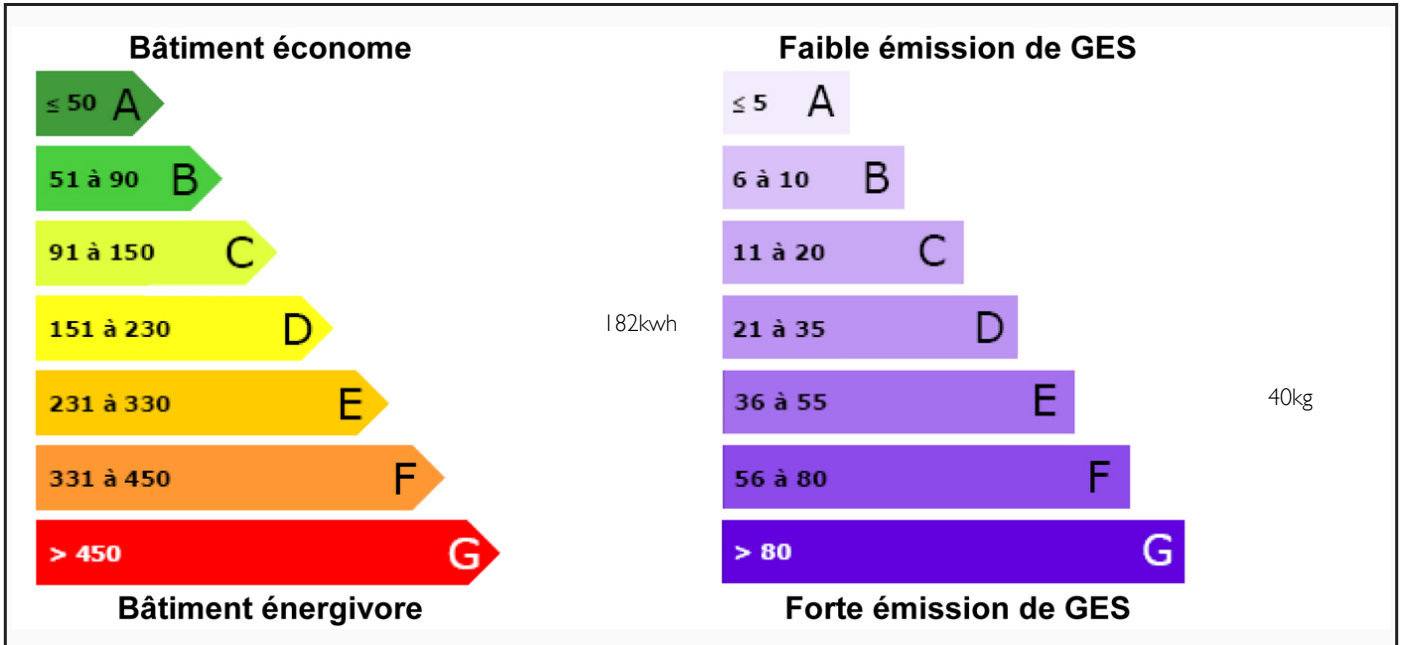 Bâtiment économe
≤ 50 A
51 à 90 B
91 à 150 C
151 à 230 D
182kwh
231 à 330 E
331 à 450 F
> 450 G
Bâtiment énergivore
Faible émission de GES
≤ 5 A
6 à 10 B
11 à 20 C
21 à 35 D
36 à 55 E
40kg
56 à 80 F
> 80 G
Forte émission de GES